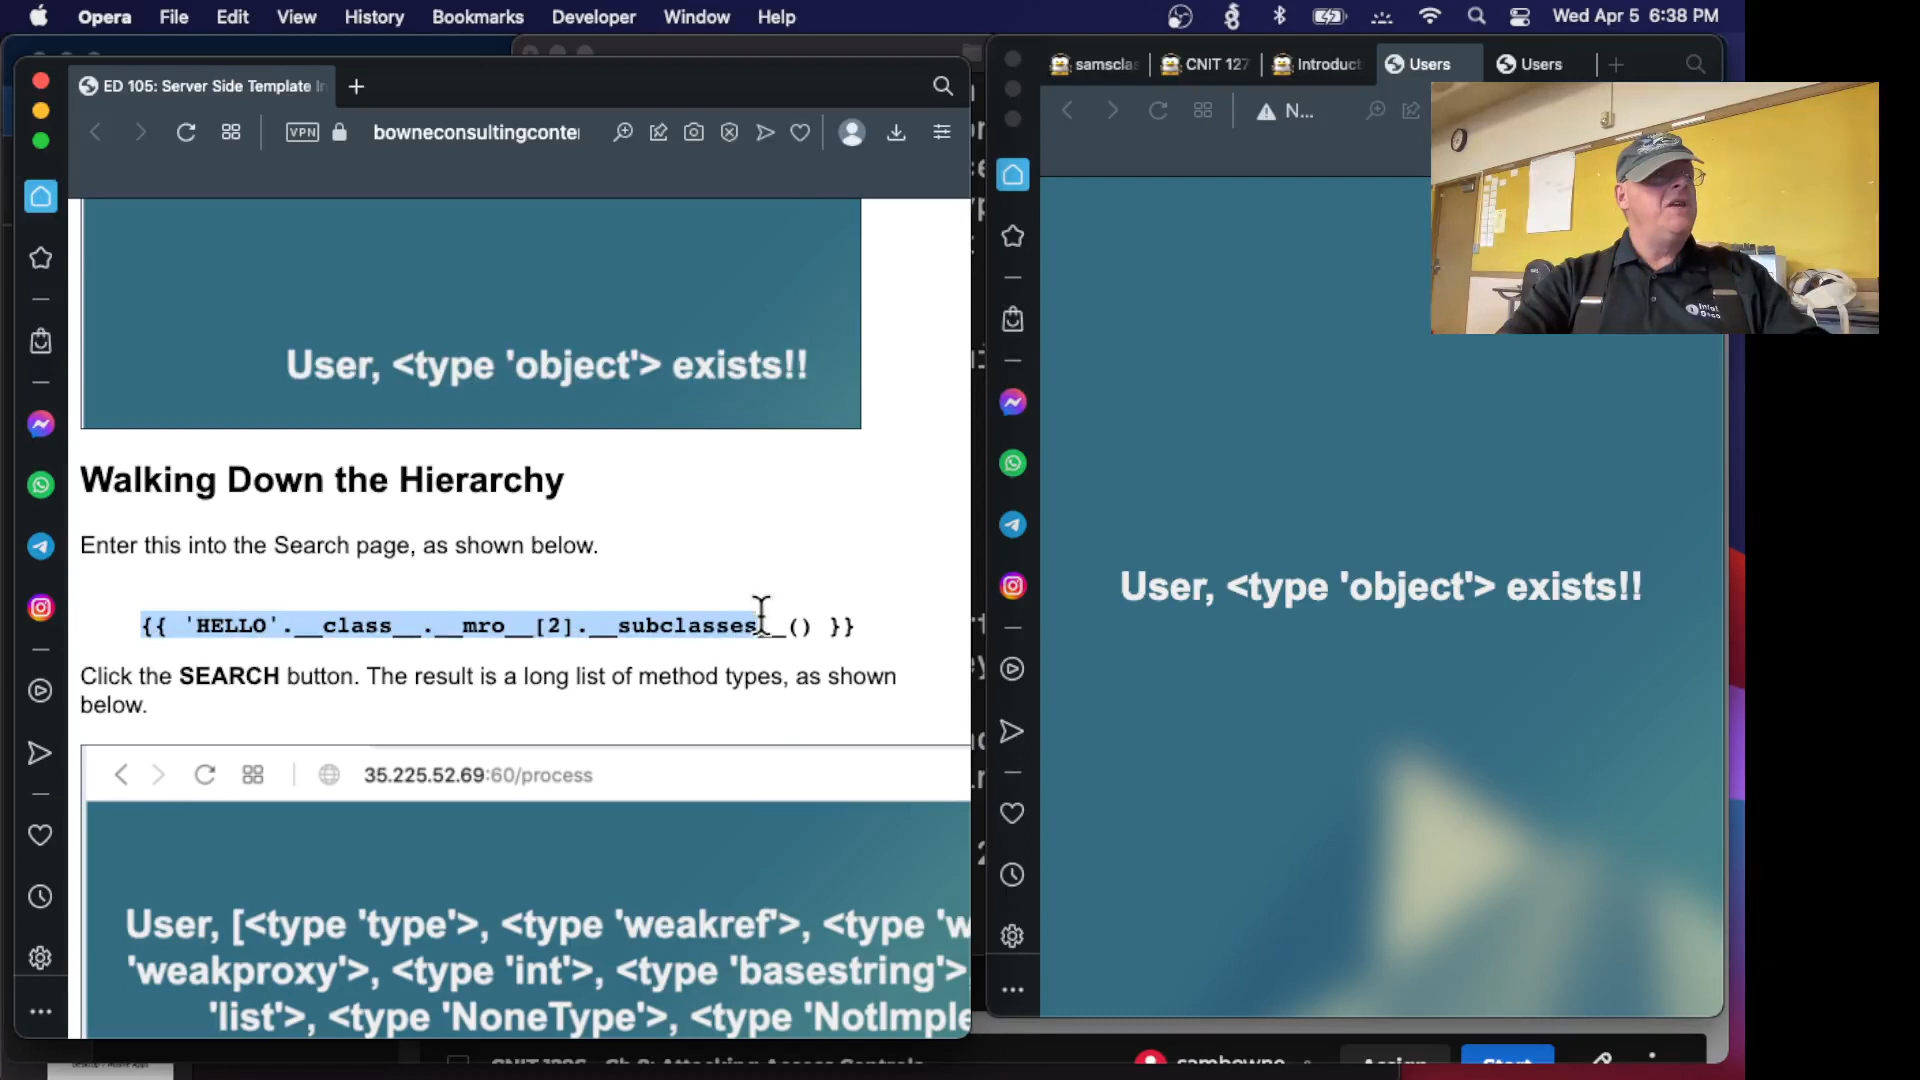 Opera File Edit View History Bookmarks Developer Window Help
Wed Apr 5 6:38 PM
ED 105: Server Side Template In
VPN
bowneconsultingconter
User, <type 'object'> exists!!
Walking Down the Hierarchy
Enter this into the Search page, as shown below.
{{ 'HELLO'.__class__.__mro__[2].__subclasses__() }}
Click the SEARCH button. The result is a long list of method types, as shown
below.
35.225.52.69:60/process
User, [<type 'type'>, <type 'weakref'>, <type 'w
'weakproxy'>, <type 'int'>, <type 'basestring'>,
'list'>, <type 'NoneType'>, <type 'NotImple
samsclas
CNIT 127
Introduct
Users
Users
N...
User, <type 'object'> exists!!